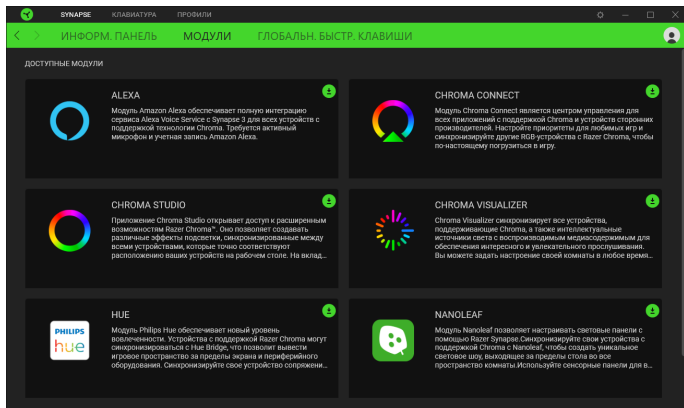 SYNAPSE КЛАВИАТУРА ПРОФИЛИ
ИНФОРМ. ПАНЕЛЬ МОДУЛИ ГЛОБАЛЬН. БЫСТР. КЛАВИШИ
ДОСТУПНЫЕ МОДУЛИ
ALEXA
Модуль Amazon Alexa обеспечивает полную интеграцию
сервиса Alexa Voice Service с Synapse 3 для всех устройств с
поддержкой технологии Chroma. Требуется активный
микрофон и учетная запись Amazon Alexa.
CHROMA CONNECT
Модуль Chroma Connect является центром управления для
всех приложений с поддержкой Chroma и устройств сторонних
производителей. Настройте приоритеты для любимых игр и
синхронизируйте другие RGB-устройства с Razer Chroma, чтобы
по-настоящему погрузиться в игру.
CHROMA STUDIO
Приложение Chroma Studio открывает доступ к расширенным
возможностям Razer Chroma™. Оно позволяет создавать
различные эффекты подсветки, синхронизированные между
всеми устройствами, которые точно соответствуют
расположению ваших устройств на рабочем столе. На вклад...
CHROMA VISUALIZER
Chroma Visualizer синхронизирует все устройства,
поддерживающие Chroma, а также интеллектуальные
источники света с воспроизводимым медиасодержимым для
обеспечения интересного и увлекательного прослушивания.
Вы можете задать настроение своей комнаты в любое время...
PHILIPS
hue
HUE
Модуль Philips Hue обеспечивает новый уровень
вовлеченности. Устройства с поддержкой Razer Chroma могут
синхронизироваться с Hue Bridge, что позволит вывести
игровое пространство за пределы экрана и периферийного
оборудования. Синхронизируйте свое устройство сопряжени...
NANOLEAF
Модуль Nanoleaf позволяет настраивать световые панели с
помощью Razer Synapse.Синхронизируйте свои устройства с
поддержкой Chroma с Nanoleaf, чтобы создать уникальное
световое шоу, выходящее за пределы стола во все
пространство комнаты.Используйте сенсорные панели для в...